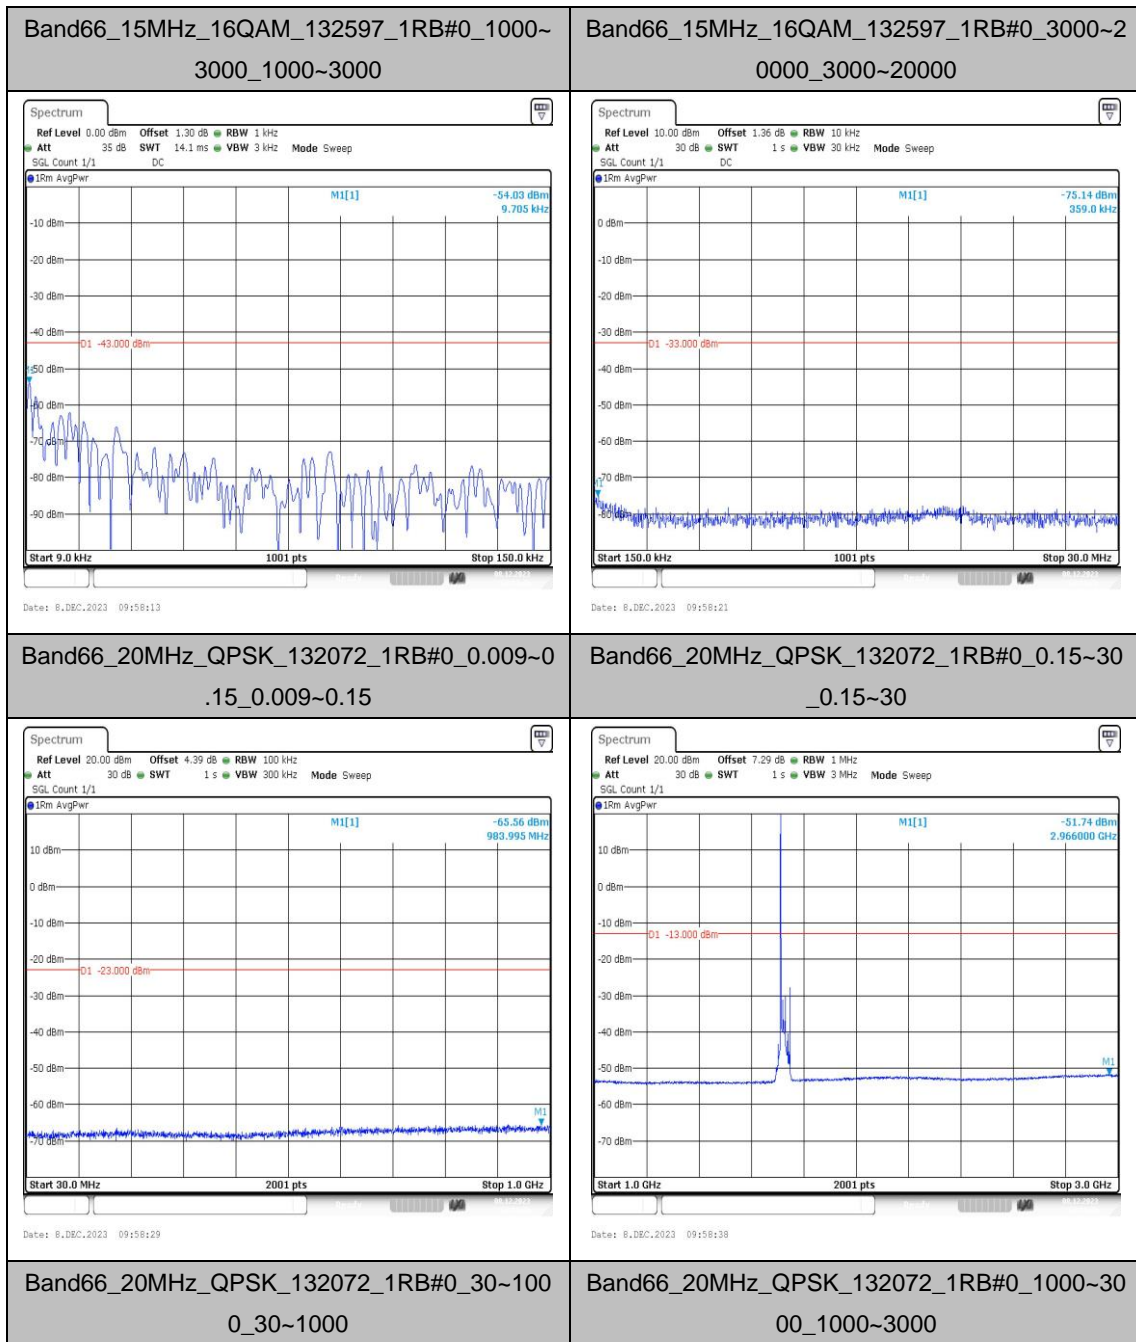 Band66_15MHz_16QAM_132597_1RB#0_1000~
3000_1000~3000
Band66_15MHz_16QAM_132597_1RB#0_3000~2
0000_3000~20000
Spectrum
Ref Level 0.00 dBm Offset 1.30 dB RBW 1 kHz
Att 35 dB SWT 14.1 ms VBW 3 kHz Mode Sweep
SGL Count 1/1 DC
1Rm AvgPwr
M1[1] -54.03 dBm
9.705 kHz
-10 dBm
-20 dBm
-30 dBm
-40 dBm
D1 -43.000 dBm
-50 dBm
-60 dBm
-70 dBm
-80 dBm
-90 dBm
Start 9.0 kHz 1001 pts Stop 150.0 kHz
Date: 8.DEC.2023 09:58:13
Spectrum
Ref Level 10.00 dBm Offset 1.36 dB RBW 10 kHz
Att 30 dB SWT 1 s VBW 30 kHz Mode Sweep
SGL Count 1/1 DC
1Rm AvgPwr
M1[1] -75.14 dBm
359.0 kHz
0 dBm
-10 dBm
-20 dBm
-30 dBm
D1 -33.000 dBm
-40 dBm
-50 dBm
-60 dBm
-70 dBm
-80 dBm
Start 150.0 kHz 1001 pts Stop 30.0 MHz
Date: 8.DEC.2023 09:58:21
Band66_20MHz_QPSK_132072_1RB#0_0.009~0
.15_0.009~0.15
Band66_20MHz_QPSK_132072_1RB#0_0.15~30
_0.15~30
Spectrum
Ref Level 20.00 dBm Offset 4.39 dB RBW 100 kHz
Att 30 dB SWT 1 s VBW 300 kHz Mode Sweep
SGL Count 1/1
1Rm AvgPwr
M1[1] -65.56 dBm
983.995 MHz
10 dBm
0 dBm
-10 dBm
-20 dBm
D1 -23.000 dBm
-30 dBm
-40 dBm
-50 dBm
-60 dBm
M1
-70 dBm
Start 30.0 MHz 2001 pts Stop 1.0 GHz
Date: 8.DEC.2023 09:58:29
Spectrum
Ref Level 20.00 dBm Offset 7.29 dB RBW 1 MHz
Att 30 dB SWT 1 s VBW 3 MHz Mode Sweep
SGL Count 1/1
1Rm AvgPwr
M1[1] -51.74 dBm
2.966000 GHz
10 dBm
0 dBm
-10 dBm
D1 -13.000 dBm
-20 dBm
-30 dBm
-40 dBm
-50 dBm
M1
-60 dBm
-70 dBm
Start 1.0 GHz 2001 pts Stop 3.0 GHz
Date: 8.DEC.2023 09:58:38
Band66_20MHz_QPSK_132072_1RB#0_30~100
0_30~1000
Band66_20MHz_QPSK_132072_1RB#0_1000~30
00_1000~3000